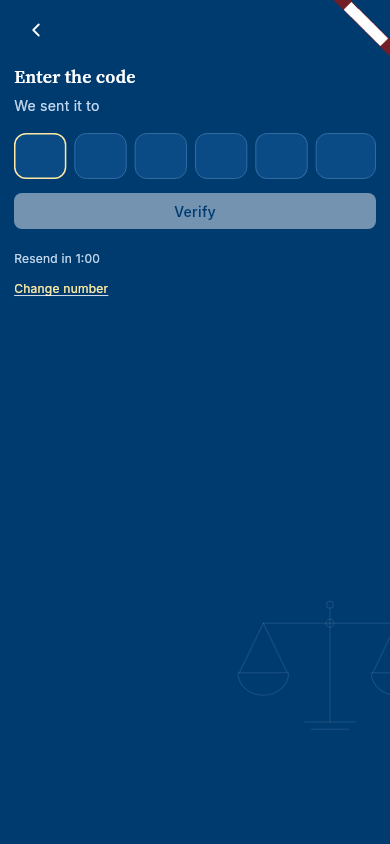 Enter the code
We sent it to
Verify
Resend in 1:00
Change number